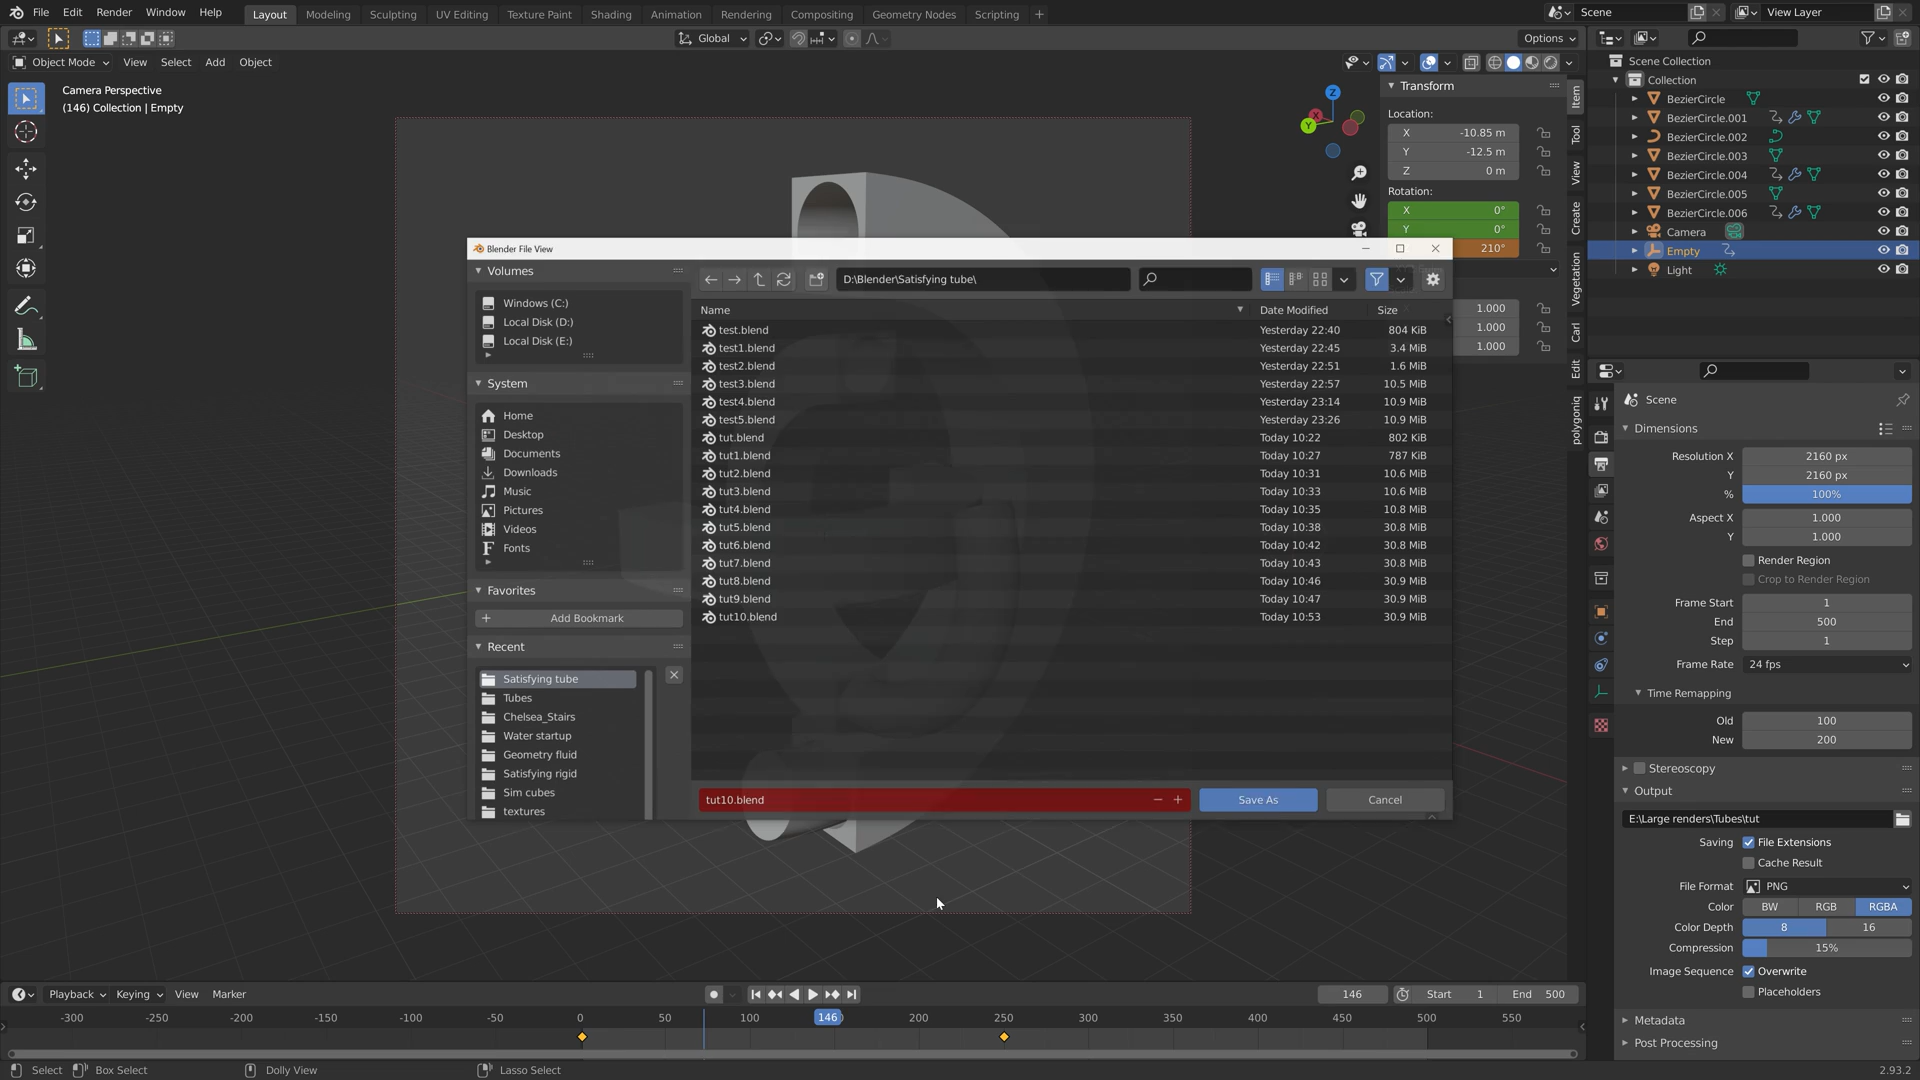 File Edit Render Window Help
Layout Modeling Sculpting UV Editing Texture Paint Shading Animation Rendering Compositing Geometry Nodes Scripting +
Scene
View Layer
Global
Options
Object Mode View Select Add Object
Camera Perspective
(146) Collection | Empty
Z
X
Y
Transform
Location:
X -10.85 m
Y -12.5 m
Z 0 m
Rotation:
X 0°
Y 0°
210°
1.000
1.000
1.000
Item
Tool
View
Create
Vegetation
Carl
Edit
polygoniq
Scene Collection
Collection
BezierCircle
BezierCircle.001
BezierCircle.002
BezierCircle.003
BezierCircle.004
BezierCircle.005
BezierCircle.006
Camera
Empty
Light
Blender File View
Volumes
Windows (C:)
Local Disk (D:)
Local Disk (E:)
System
Home
Desktop
Documents
Downloads
Music
Pictures
Videos
Fonts
Favorites
Add Bookmark
Recent
Satisfying tube
Tubes
Chelsea_Stairs
Water startup
Geometry fluid
Satisfying rigid
Sim cubes
textures
D:\Blender\Satisfying tube\
Name Date Modified Size
test.blend Yesterday 22:40 804 KiB
test1.blend Yesterday 22:45 3.4 MiB
test2.blend Yesterday 22:51 1.6 MiB
test3.blend Yesterday 22:57 10.5 MiB
test4.blend Yesterday 23:14 10.9 MiB
test5.blend Yesterday 23:26 10.9 MiB
tut.blend Today 10:22 802 KiB
tut1.blend Today 10:27 787 KiB
tut2.blend Today 10:31 10.6 MiB
tut3.blend Today 10:33 10.6 MiB
tut4.blend Today 10:35 10.8 MiB
tut5.blend Today 10:38 30.8 MiB
tut6.blend Today 10:42 30.8 MiB
tut7.blend Today 10:43 30.8 MiB
tut8.blend Today 10:46 30.9 MiB
tut9.blend Today 10:47 30.9 MiB
tut10.blend Today 10:53 30.9 MiB
tut10.blend − + Save As Cancel
Scene
Dimensions
Resolution X 2160 px
Y 2160 px
% 100%
Aspect X 1.000
Y 1.000
Render Region
Crop to Render Region
Frame Start 1
End 500
Step 1
Frame Rate 24 fps
Time Remapping
Old 100
New 200
Stereoscopy
Output
E:\Large renders\Tubes\tut
Saving File Extensions
Cache Result
File Format PNG
Color BW RGB RGBA
Color Depth 8 16
Compression 15%
Image Sequence Overwrite
Placeholders
Metadata
Post Processing
Playback Keying View Marker
146 Start 1 End 500
-300 -250 -200 -150 -100 -50 0 50 100 146 200 250 300 350 400 450 500 550
Select Box Select Dolly View Lasso Select 2.93.2